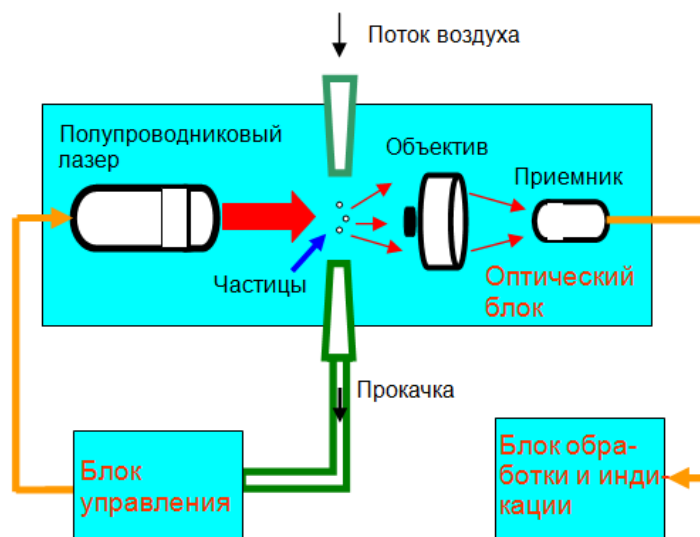 Поток воздуха
Полупроводниковый
лазер
Объектив
Приемник
Частицы
Оптический
блок
Прокачка
Блок
управления
Блок обра-
ботки и инди-
кации